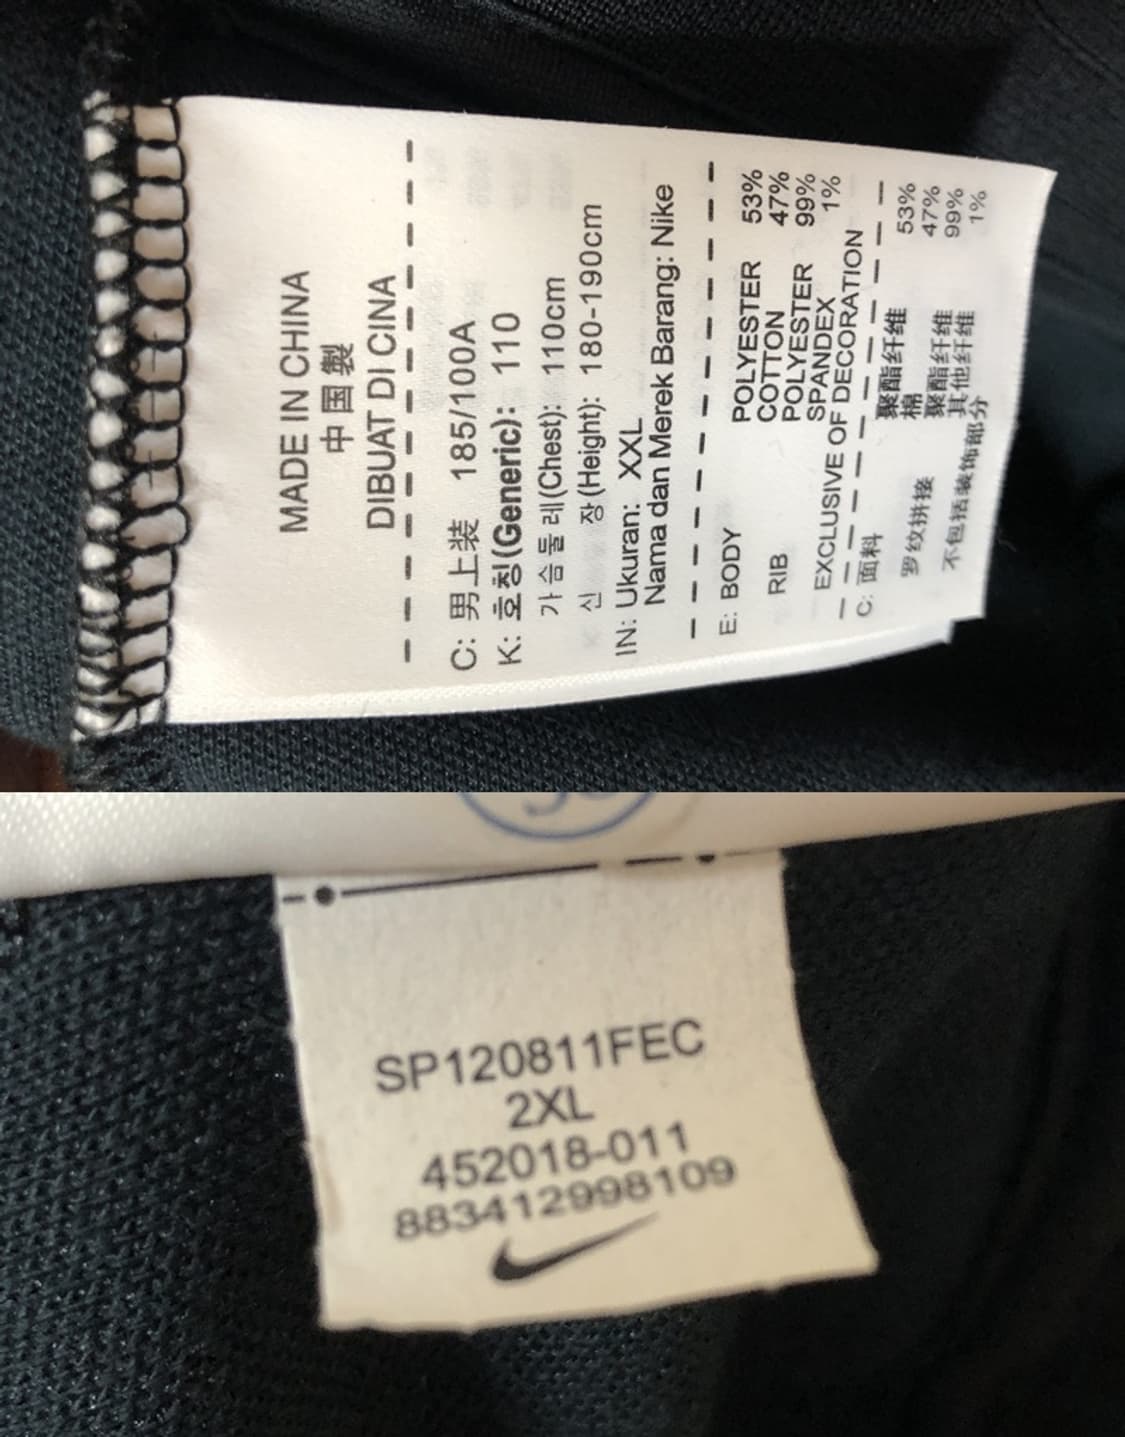 MADE IN CHINA
中国製
DIBUAT DI CINA
C: 男上装 185/100A
K: 호칭(Generic): 110
가슴둘레(Chest): 110cm
신 장(Height): 180-190cm
IN: Ukuran: XXL
Nama dan Merek Barang: Nike
E: BODY POLYESTER 53%
COTTON 47%
RIB POLYESTER 99%
SPANDEX 1%
EXCLUSIVE OF DECORATION
C: 面料 聚酯纤维 53%
棉 47%
罗纹拼接 聚酯纤维 99%
其他纤维 1%
不包括装饰部分
SP120811FEC
2XL
452018-011
883412998109